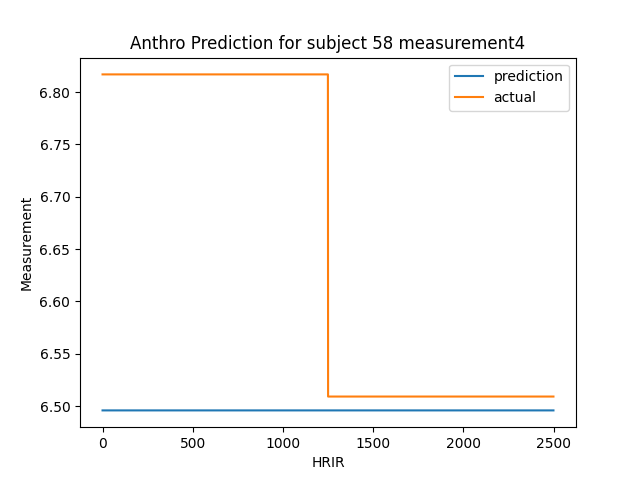 Anthro Prediction for subject 58 measurement4
prediction
actual
6.80
6.75
6.70
6.65
6.60
6.55
6.50
Measurement
0 500 1000 1500 2000 2500
HRIR